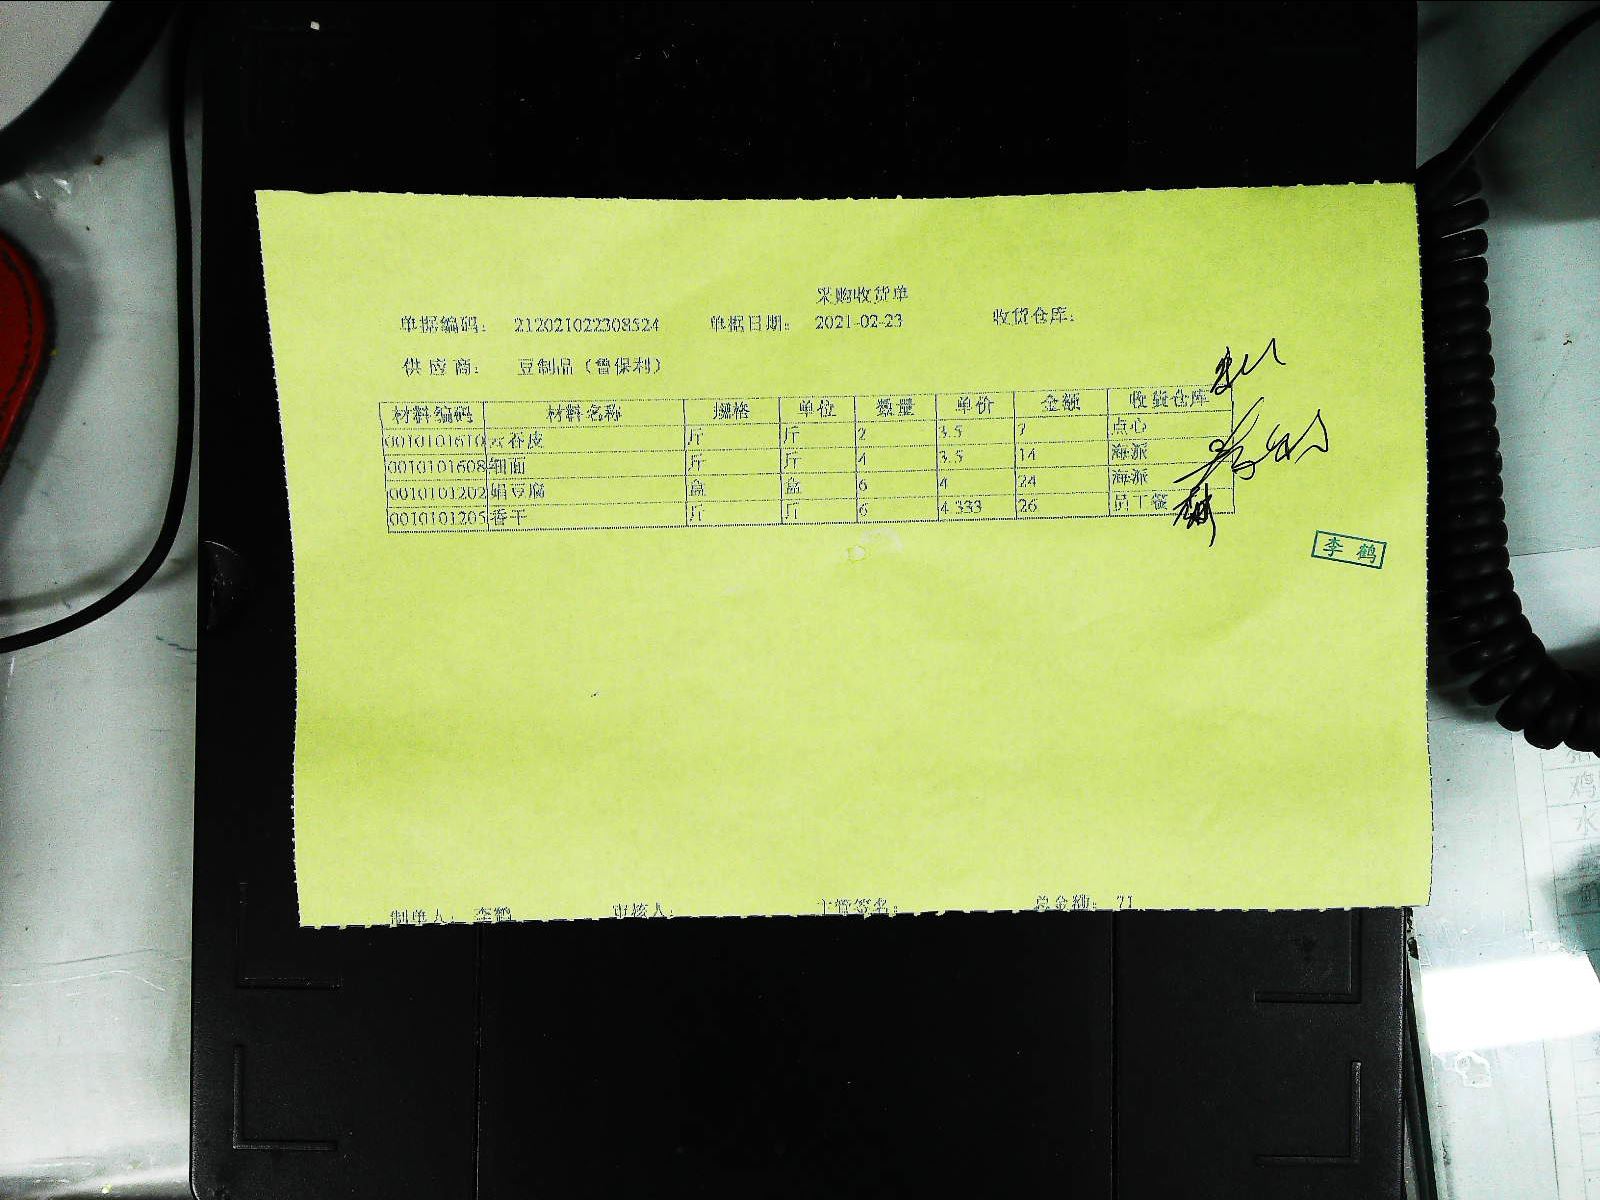 采购收货单
单据编码: 212021022308524 单据日期: 2021-02-23 收货仓库:
供应商: 豆制品(鲁保利)
材料编码 材料名称 规格 单位 数量 单价 金额 收货仓库
0010101610 云吞皮 斤 斤 2 3.5 7 点心
0010101608 细面 斤 斤 4 3.5 14 海派
0010101202 绢豆腐 盒 盒 6 4 24 海派
0010101205 香干 斤 斤 6 4.333 26 员工餐
李鹤
制单人: 李鹤 审核人: 主管签名: 总金额: 71
鸡
水